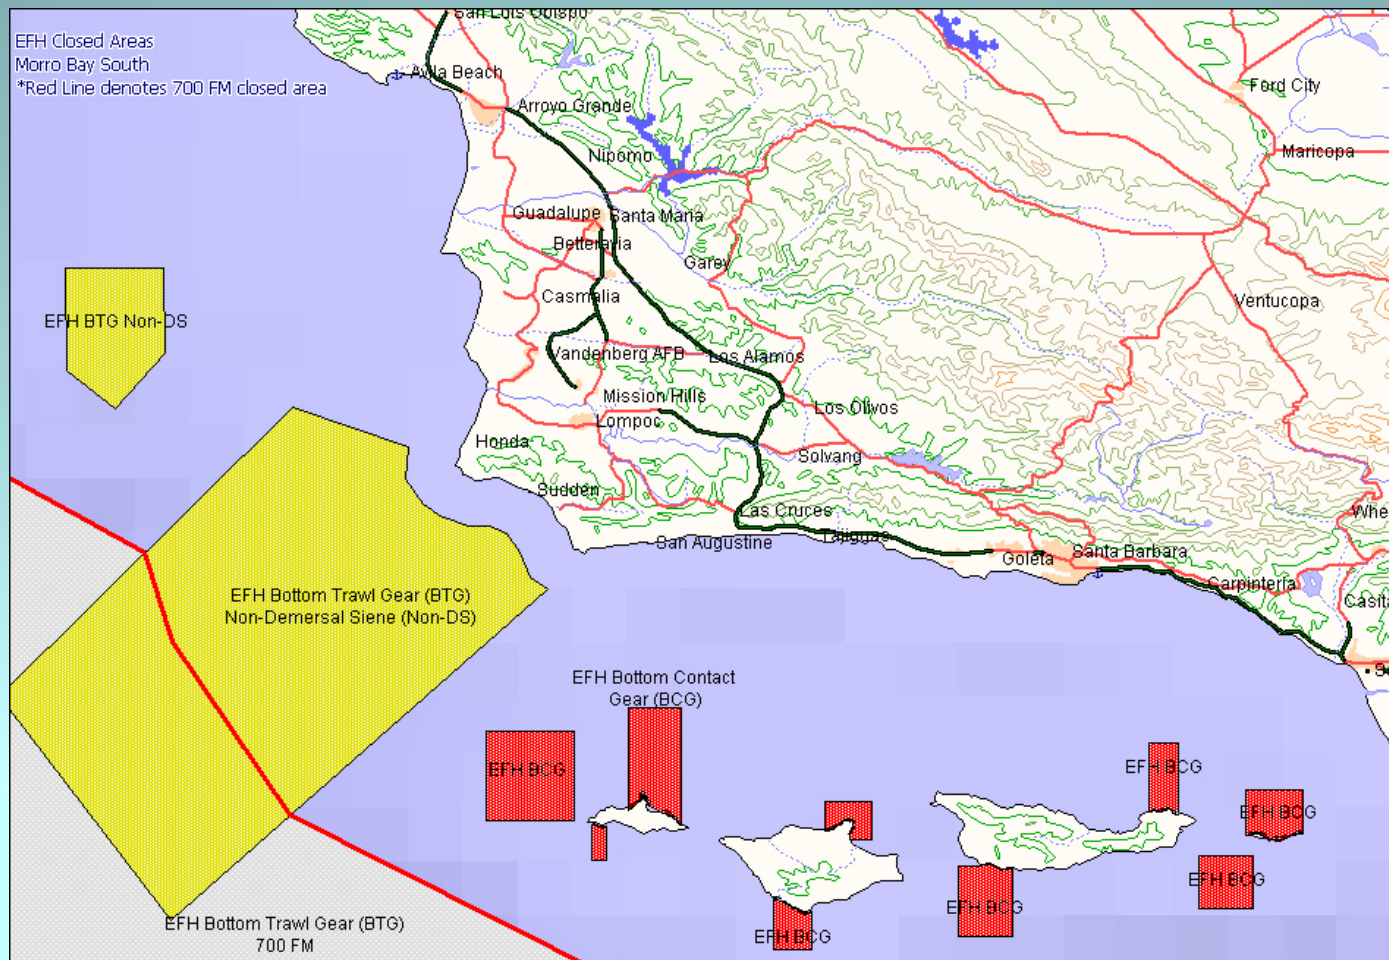 San Luis Obispo
EFH Closed Areas
Morro Bay South
*Red Line denotes 700 FM closed area
Avila Beach
Ford City
Arroyo Grande
Nipomo
Maricopa
Guadalupe
Santa Maria
Betteravia
Garey
Casmalia
Ventucopa
EFH BTG Non-DS
Vandenberg AFB
Los Alamos
Mission Hills
Los Olivos
Lompoc
Honda
Solvang
Sudden
Las Cruces
Whe
San Augustine
Tajiguas
Santa Barbara
Goleta
Carpinteria
Casita
EFH Bottom Trawl Gear (BTG)
Non-Demersal Siene (Non-DS)
EFH Bottom Contact
Gear (BCG)
EFH BCG
EFH BCG
EFH BCG
EFH BCG
EFH BCG
EFH BCG
EFH Bottom Trawl Gear (BTG)
700 FM